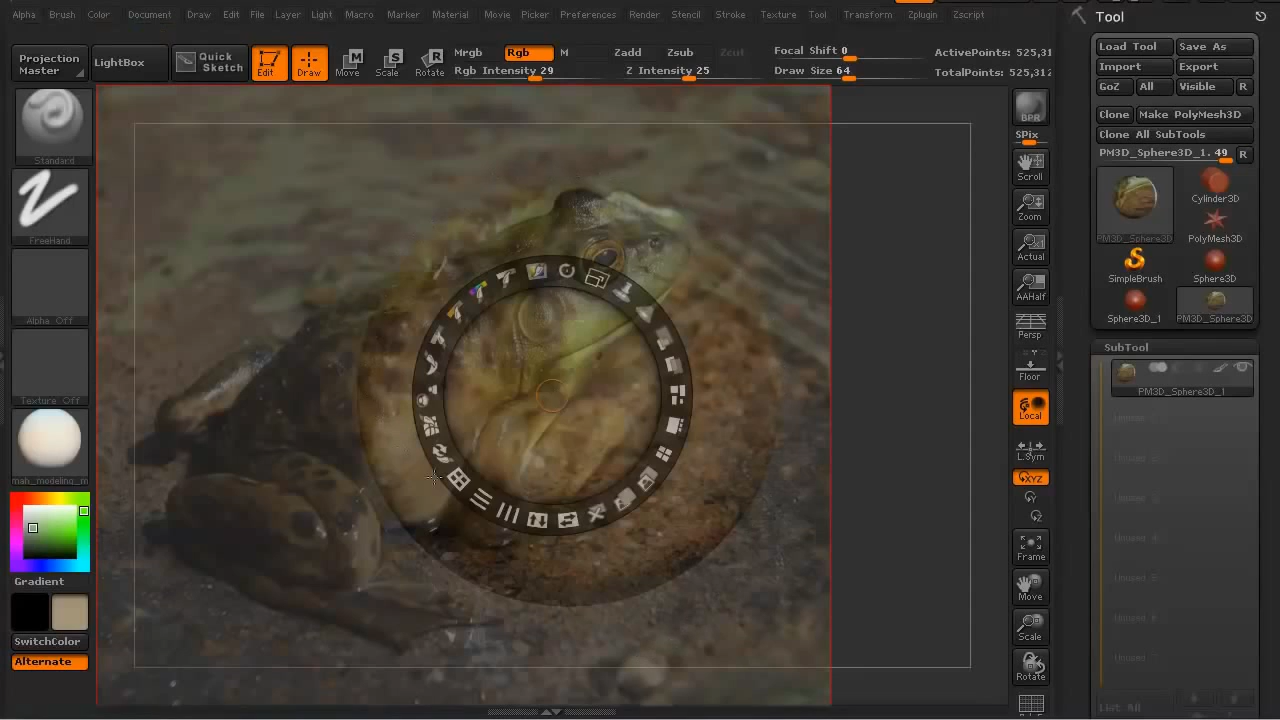 Alpha Brush Color Document Draw Edit File Layer Light Macro Marker Material Movie Picker Preferences Render Stencil Stroke Texture Tool Transform Zplugin Zscript
Tool
Projection Master
LightBox
Quick Sketch
Edit
Draw
Move
Scale
Rotate
Mrgb
Rgb
M
Rgb Intensity 29
Zadd
Zsub
Zcut
Z Intensity 25
Focal Shift 0
Draw Size 64
ActivePoints: 525,31
TotalPoints: 525,312
Load Tool
Save As
Import
Export
GoZ
All
Visible
R
Clone
Make PolyMesh3D
Clone All SubTools
PM3D_Sphere3D_1. 49
R
PM3D_Sphere3D
Cylinder3D
PolyMesh3D
SimpleBrush
Sphere3D
Sphere3D_1
PM3D_Sphere3D
SubTool
PM3D_Sphere3D_1
List All
Standard
FreeHand
Alpha Off
Texture Off
mah_modeling_m
Gradient
SwitchColor
Alternate
BPR
SPix
Scroll
Zoom
Actual
AAHalf
Persp
Floor
Local
L.Sym
XYZ
Frame
Move
Scale
Rotate